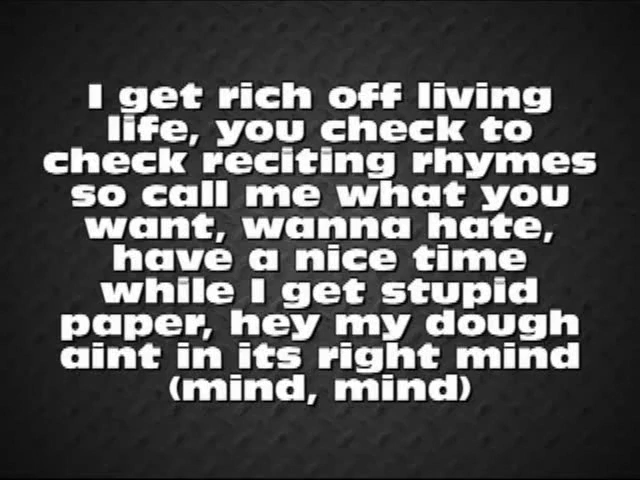 I get rich off living
life, you check to
check reciting rhymes
so call me what you
want, wanna hate,
have a nice time
while I get stupid
paper, hey my dough
aint in its right mind
(mind, mind)